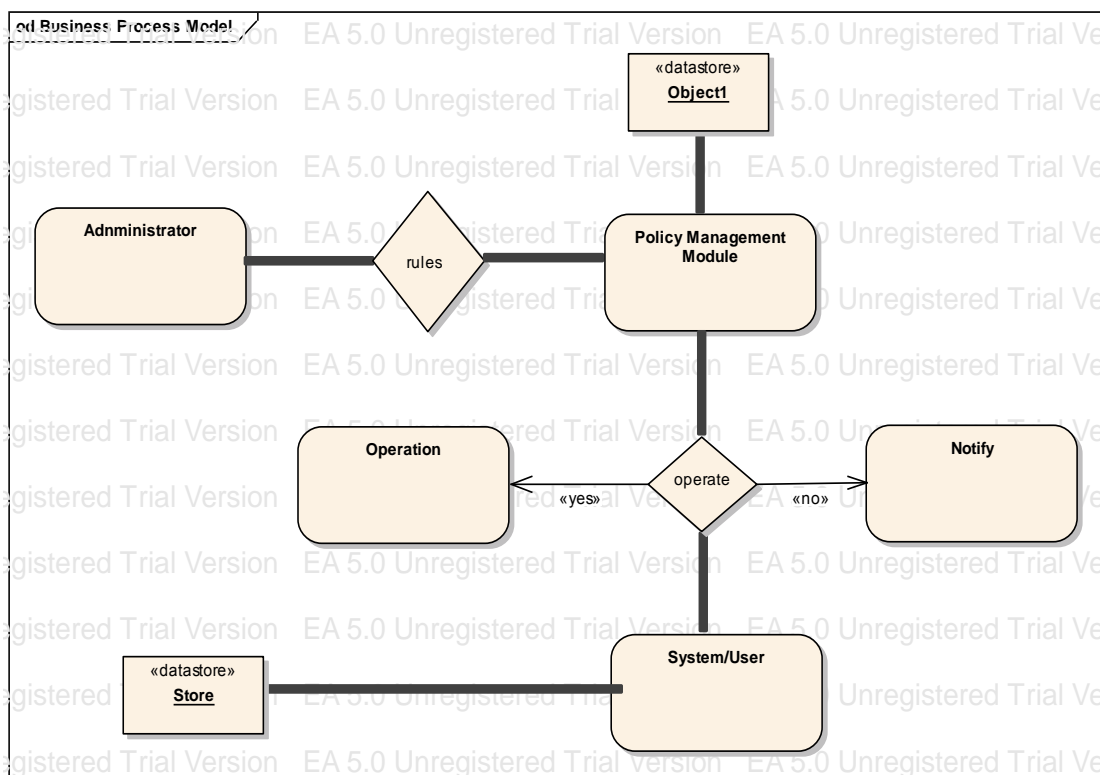 od Business Process Model
EA 5.0 Unregistered Trial Version
«datastore»
Object1
Adnministrator
rules
Policy Management
Module
Operation
«yes»
operate
«no»
Notify
System/User
«datastore»
Store